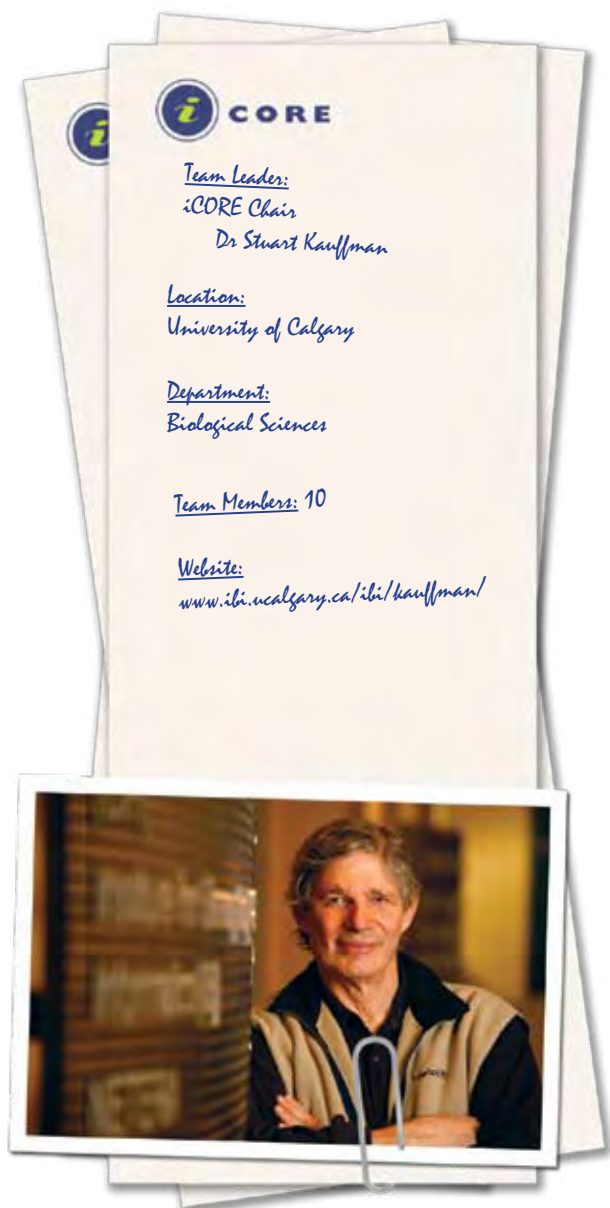 i CORE
i
Team Leader:
iCORE Chair
Dr Stuart Kauffman
Location:
University of Calgary
Department:
Biological Sciences
Team Members: 10
Website:
www.ibi.ucalgary.ca/ibi/kauffman/